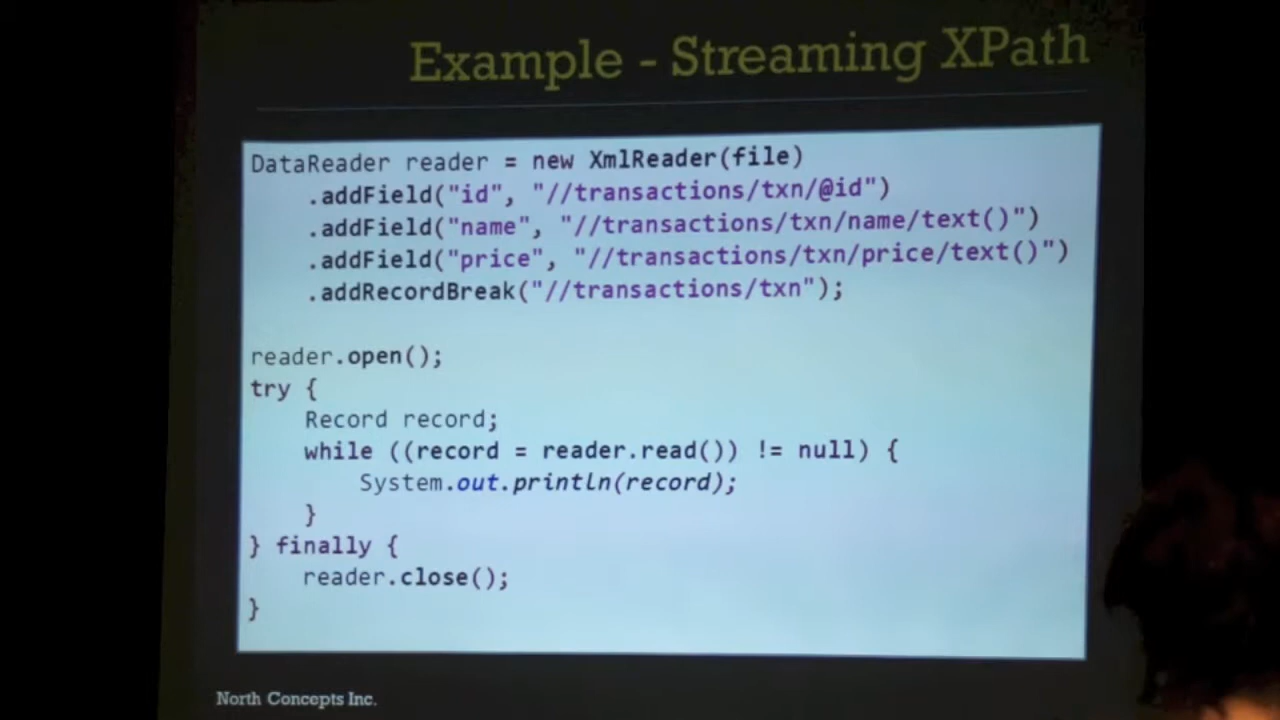 Example - Streaming XPath
DataReader reader = new XmlReader(file)
    .addField("id", "//transactions/txn/@id")
    .addField("name", "//transactions/txn/name/text()")
    .addField("price", "//transactions/txn/price/text()")
    .addRecordBreak("//transactions/txn");

reader.open();
try {
    Record record;
    while ((record = reader.read()) != null) {
        System.out.println(record);
    }
} finally {
    reader.close();
}
North Concepts Inc.